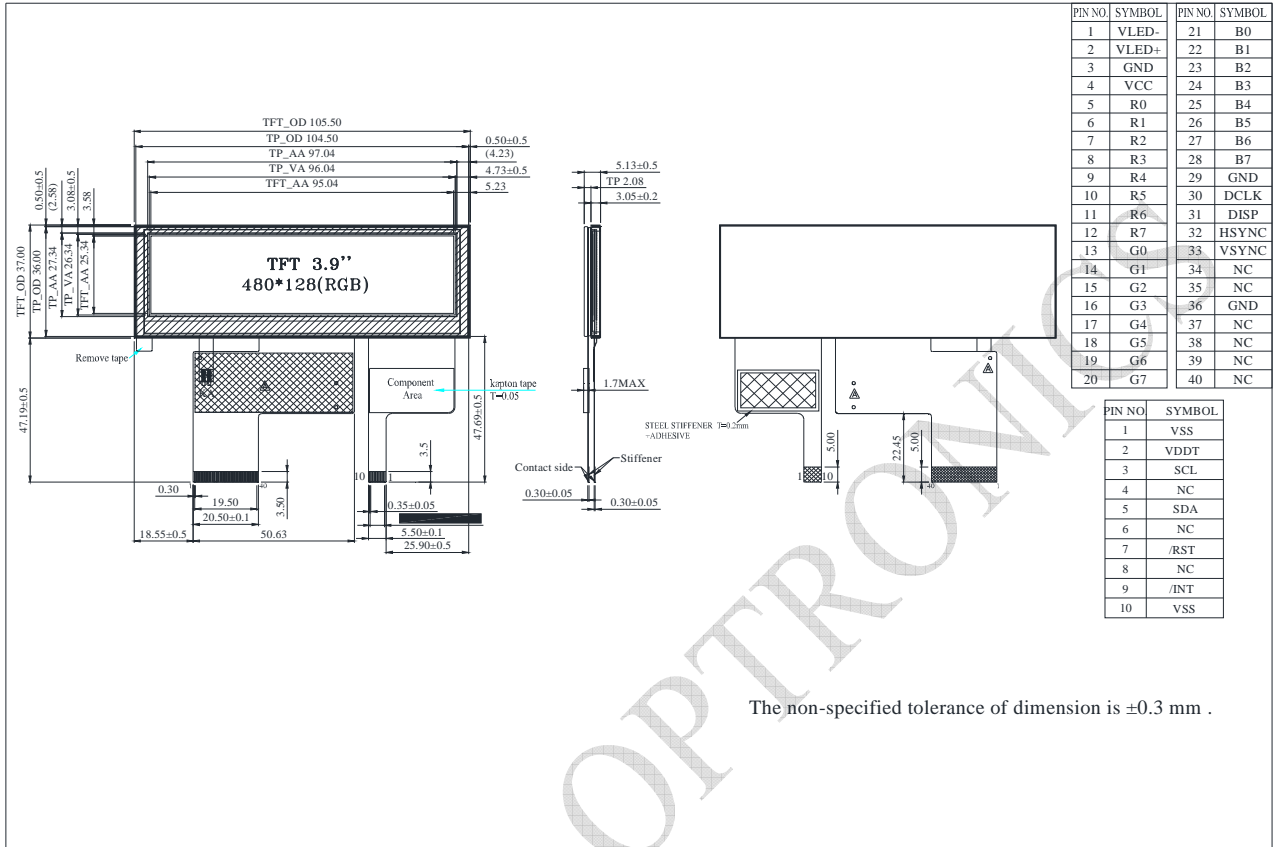 PIN NO. SYMBOL PIN NO. SYMBOL
1 VLED- 21 B0
2 VLED+ 22 B1
3 GND 23 B2
4 VCC 24 B3
5 R0 25 B4
6 R1 26 B5
7 R2 27 B6
8 R3 28 B7
9 R4 29 GND
10 R5 30 DCLK
11 R6 31 DISP
12 R7 32 HSYNC
13 G0 33 VSYNC
14 G1 34 NC
15 G2 35 NC
16 G3 36 GND
17 G4 37 NC
18 G5 38 NC
19 G6 39 NC
20 G7 40 NC
TFT_OD 105.50
TP_OD 104.50
TP_AA 97.04
TP_VA 96.04
TFT_AA 95.04
0.50±0.5
(4.23)
4.73±0.5
5.23
0.50±0.5
(2.58)
3.08±0.5
3.58
TFT_OD 37.00
TP_OD 36.00
TP_AA 27.34
TP_VA 26.34
TFT_AA 25.34
TFT 3.9''
480*128(RGB)
5.13±0.5
TP 2.08
3.05±0.2
Remove tape
Component
Area
kapton tape
T=0.05
1.7MAX
47.19±0.5
47.69±0.5
3.5
10 1
1 40
0.30
19.50
20.50±0.1
3.50
18.55±0.5
50.63
0.35±0.05
5.50±0.1
25.90±0.5
Contact side
Stiffener
0.30±0.05
0.30±0.05
STEEL STIFFENER T=0.2mm
+ADHESIVE
5.00
22.45
5.00
1 10
40 1
PIN NO. SYMBOL
1 VSS
2 VDDT
3 SCL
4 NC
5 SDA
6 NC
7 /RST
8 NC
9 /INT
10 VSS
The non-specified tolerance of dimension is ±0.3 mm .
OPTRONICS